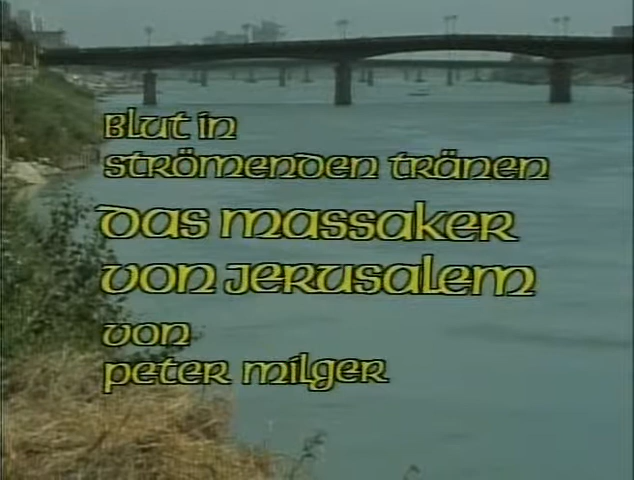 Blut in
strömenden tränen
das massaker
von Jerusalem
von
peter milger